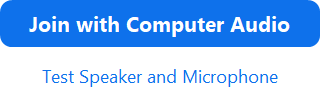 Join with Computer Audio
Test Speaker and Microphone